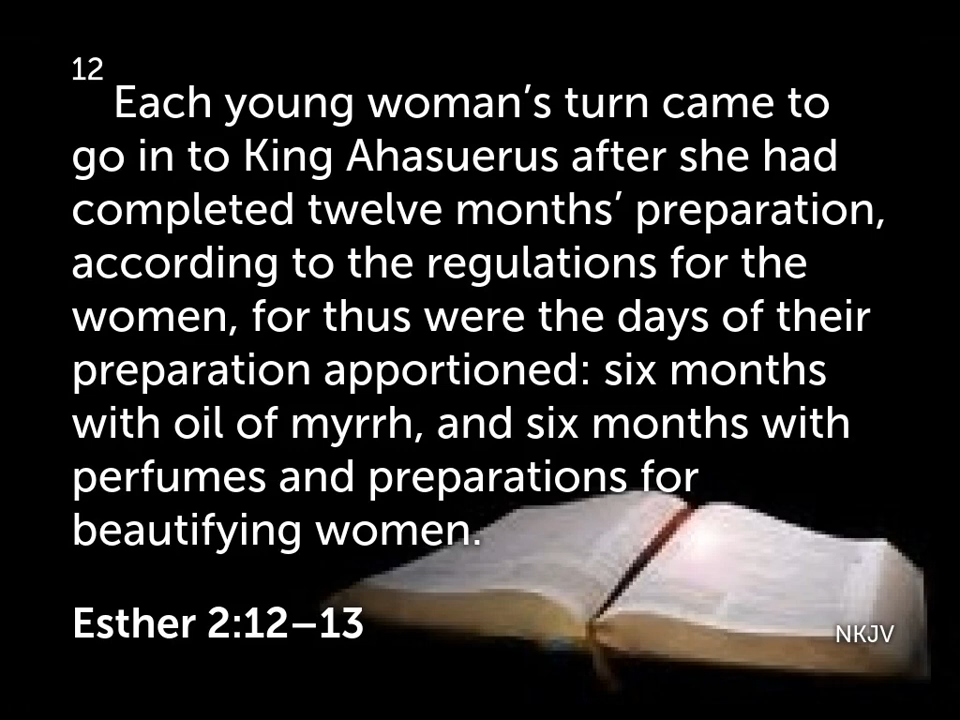 12
Each young woman’s turn came to
go in to King Ahasuerus after she had
completed twelve months’ preparation,
according to the regulations for the
women, for thus were the days of their
preparation apportioned: six months
with oil of myrrh, and six months with
perfumes and preparations for
beautifying women.
Esther 2:12–13
NKJV